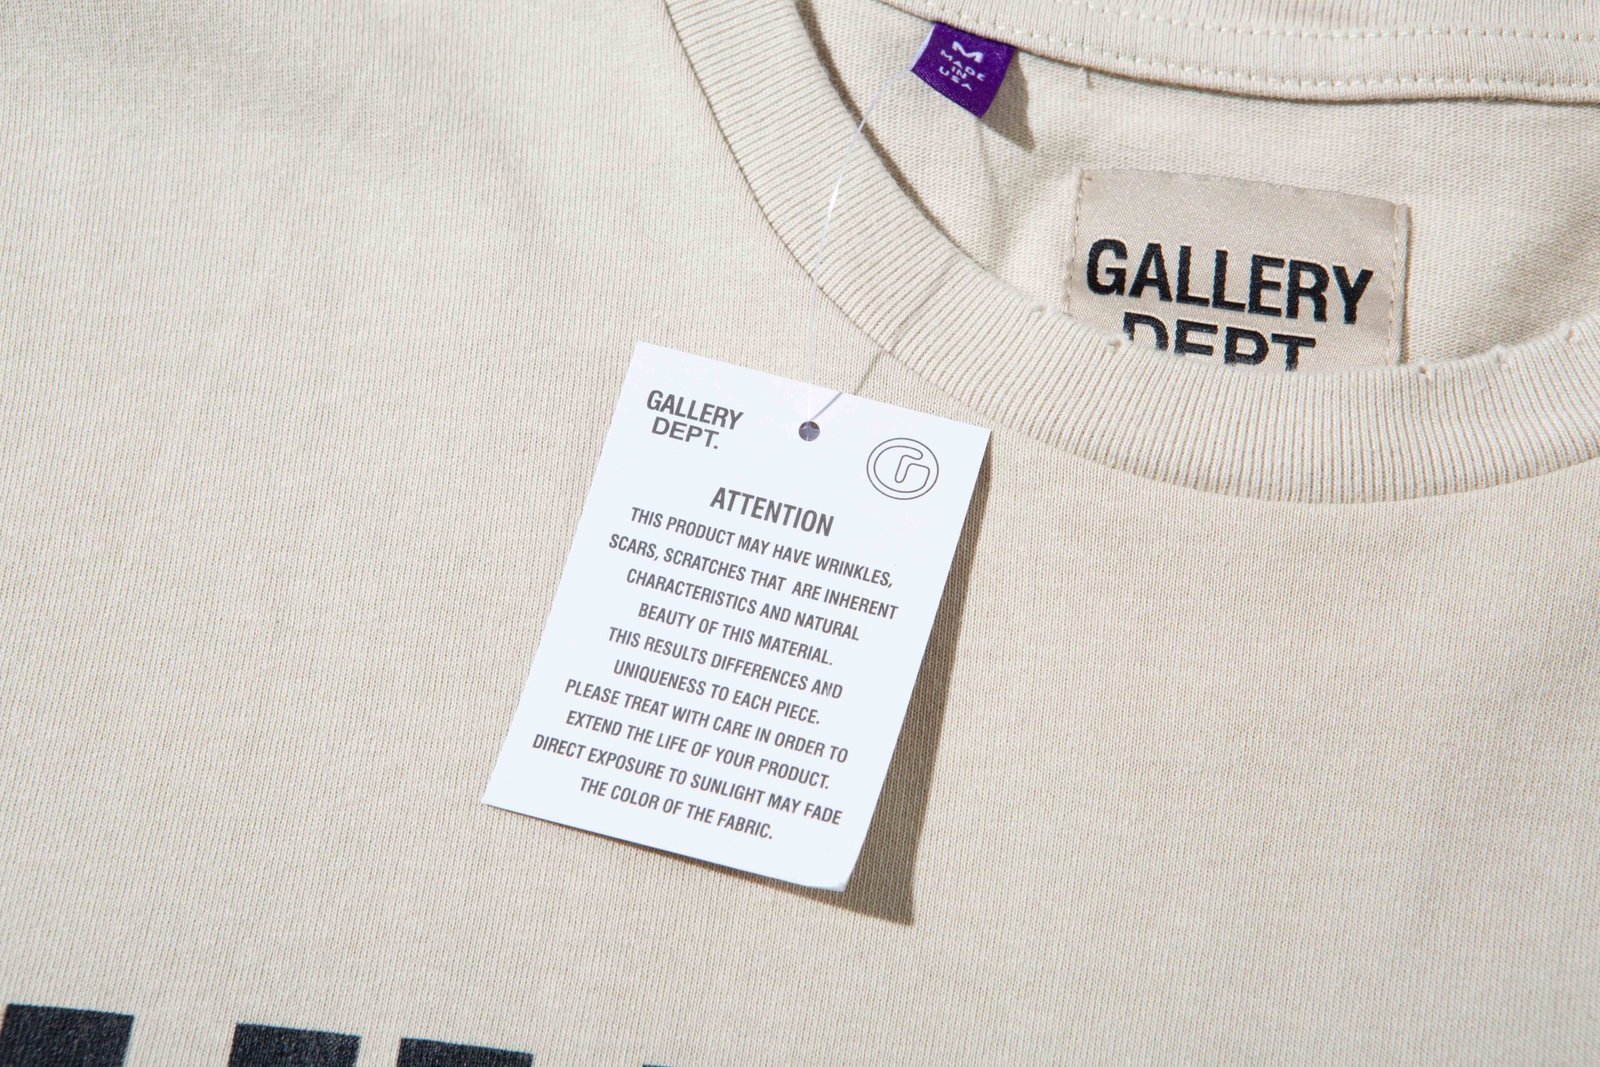 M
MADE
IN
USA
GALLERY
DEPT
GALLERY
DEPT.
ATTENTION
THIS PRODUCT MAY HAVE WRINKLES,
SCARS, SCRATCHES THAT ARE INHERENT
CHARACTERISTICS AND NATURAL
BEAUTY OF THIS MATERIAL.
THIS RESULTS DIFFERENCES AND
UNIQUENESS TO EACH PIECE.
PLEASE TREAT WITH CARE IN ORDER TO
EXTEND THE LIFE OF YOUR PRODUCT.
DIRECT EXPOSURE TO SUNLIGHT MAY FADE
THE COLOR OF THE FABRIC.